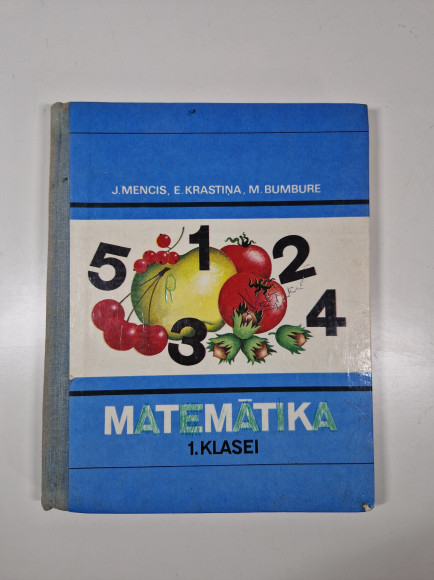 J.MENCIS, E.KRASTIŅA, M.BUMBURE
5 1 2
3 4
MATEMĀTIKA
1.KLASEI